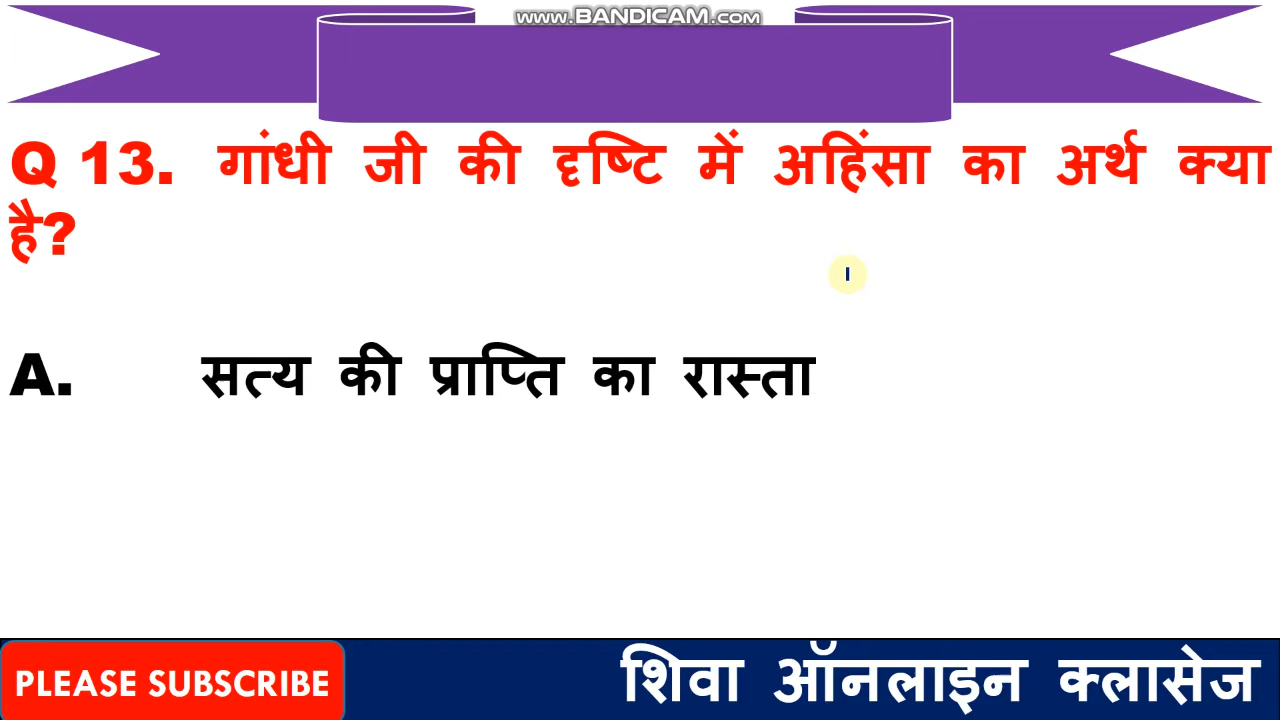 www.BANDICAM.com
Q 13. गांधी जी की दृष्टि में अहिंसा का अर्थ क्या
है?
A. सत्य की प्राप्ति का रास्ता
PLEASE SUBSCRIBE
शिवा ऑनलाइन क्लासेज